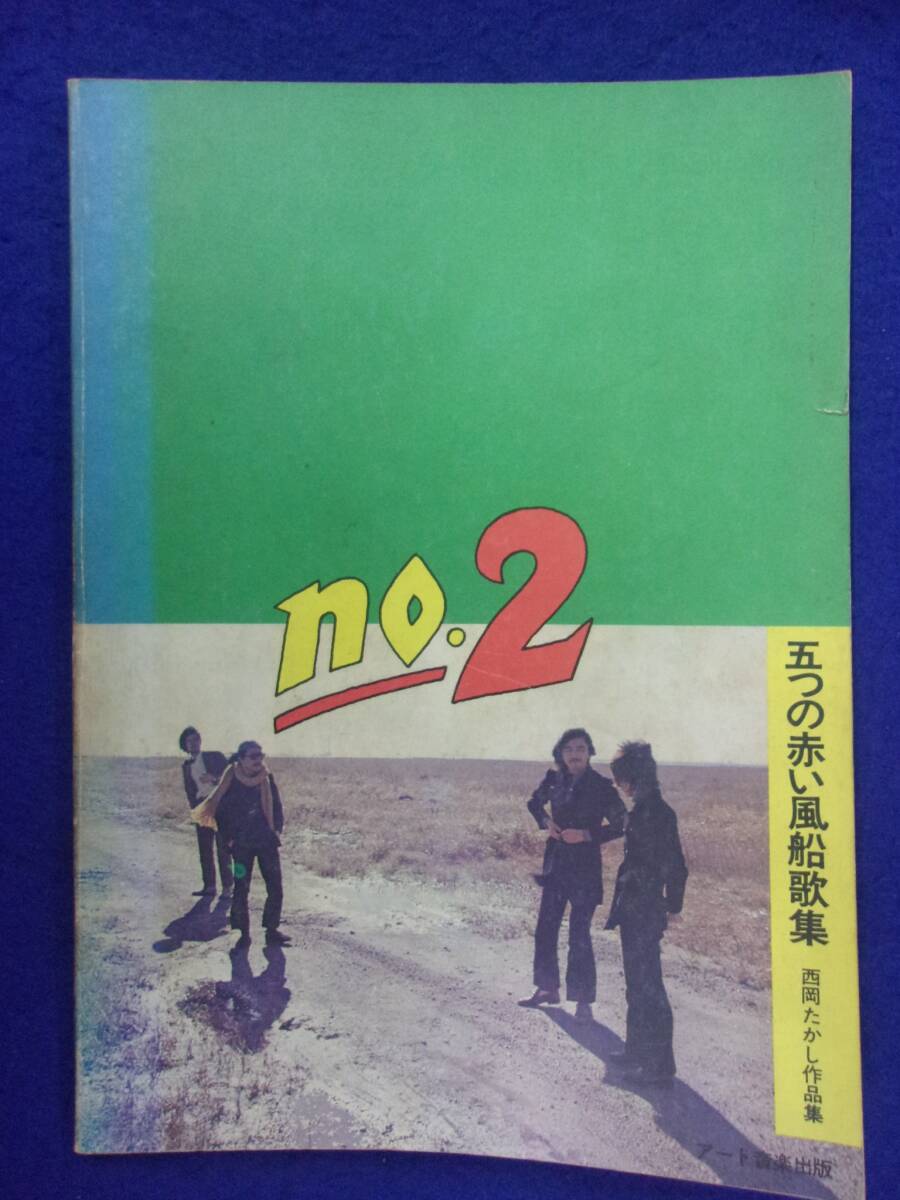 no.2
五つの赤い風船歌集
西岡たかし作品集
アート音楽出版